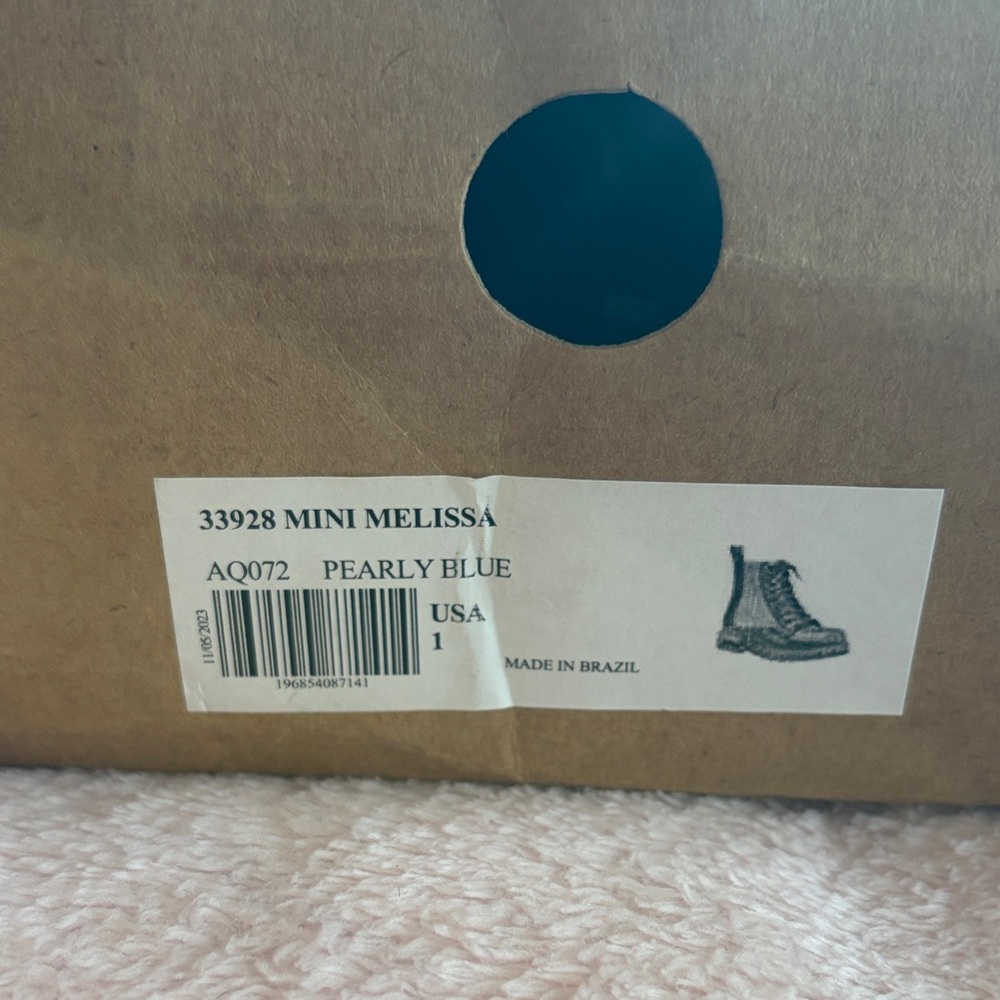 33928 MINI MELISSA
AQ072 PEARLY BLUE
11/05/2023
USA
1
196854087141
MADE IN BRAZIL